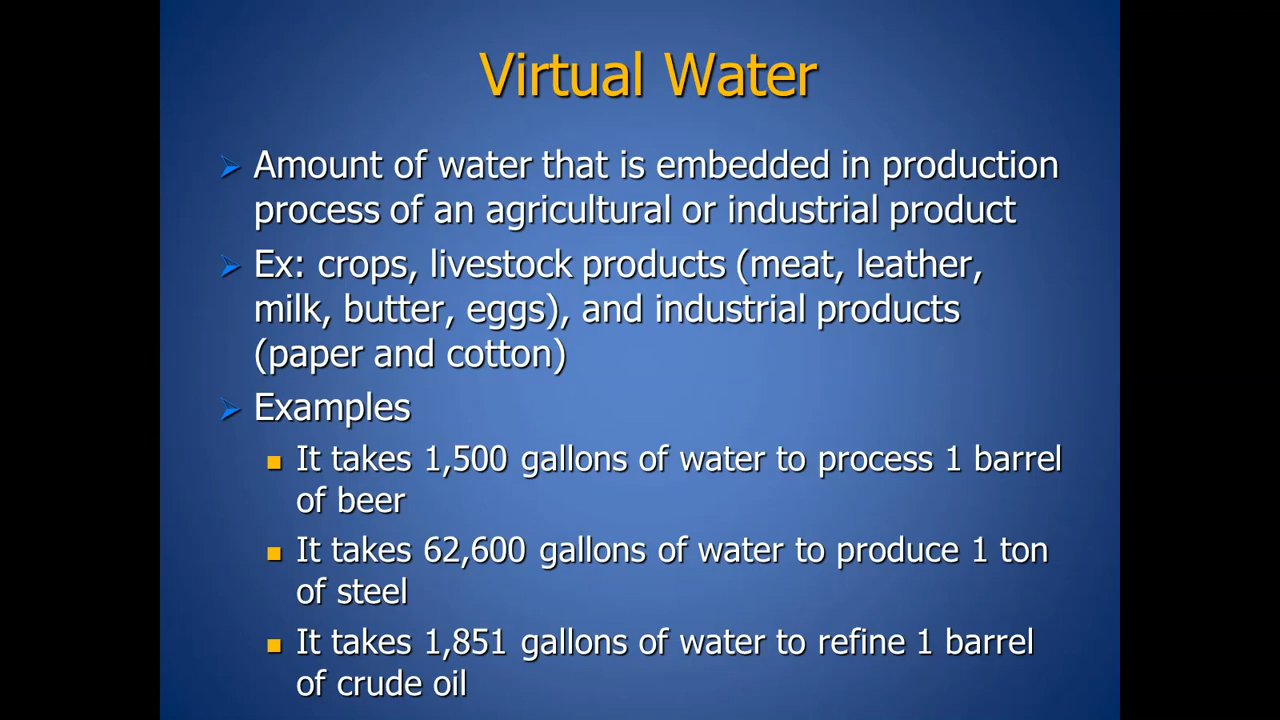 Virtual Water
Amount of water that is embedded in production
process of an agricultural or industrial product
Ex: crops, livestock products (meat, leather,
milk, butter, eggs), and industrial products
(paper and cotton)
Examples
It takes 1,500 gallons of water to process 1 barrel
of beer
It takes 62,600 gallons of water to produce 1 ton
of steel
It takes 1,851 gallons of water to refine 1 barrel
of crude oil